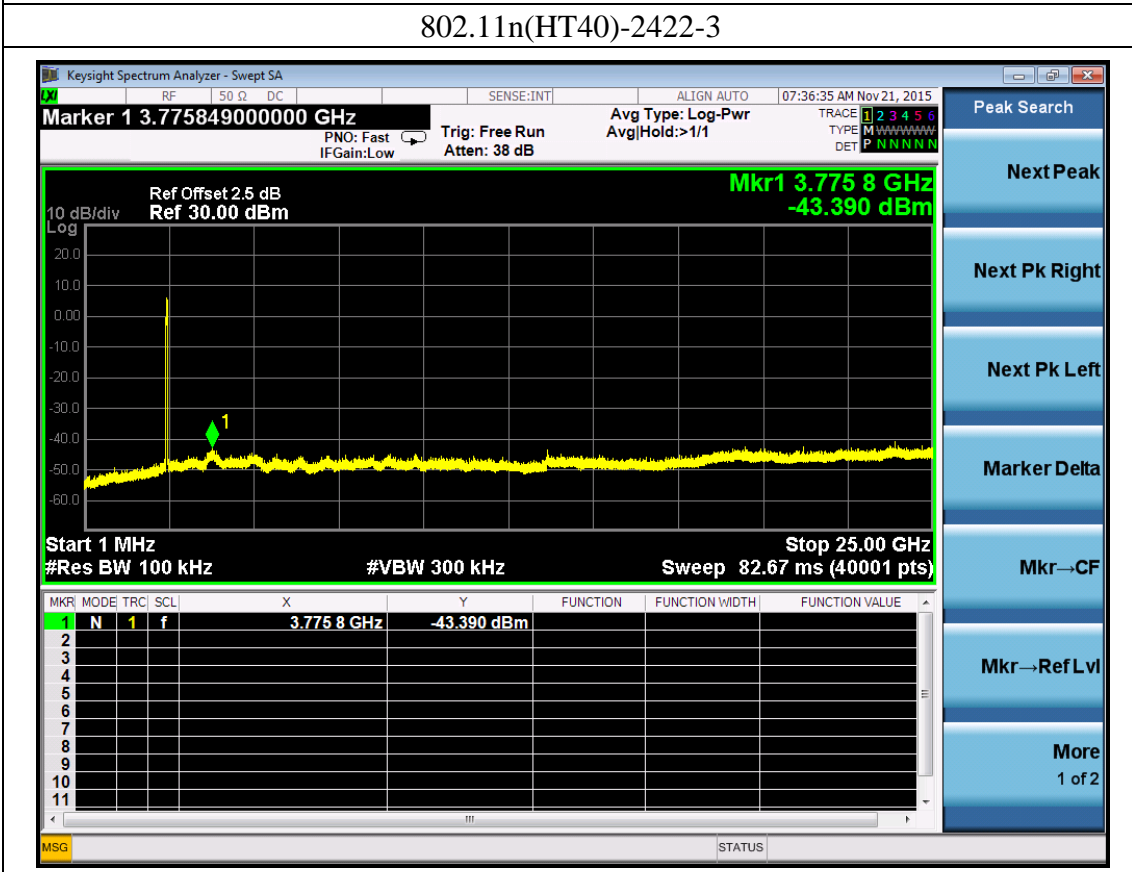 802.11n(HT40)-2422-3
Keysight Spectrum Analyzer - Swept SA
LXI RF 50 Ω DC SENSE:INT ALIGN AUTO 07:36:35 AM Nov 21, 2015
Marker 1 3.775849000000 GHz
PNO: Fast
IFGain:Low
Trig: Free Run
Atten: 38 dB
Avg Type: Log-Pwr
Avg|Hold:>1/1
TRACE 1 2 3 4 5 6
TYPE M WWWWW
DET P N N N N N
Peak Search
Next Peak
Next Pk Right
Next Pk Left
Marker Delta
Mkr→CF
Mkr→Ref Lvl
More
1 of 2
Ref Offset 2.5 dB
10 dB/div Ref 30.00 dBm
Log
Mkr1 3.775 8 GHz
-43.390 dBm
20.0
10.0
0.00
-10.0
-20.0
-30.0
-40.0
-50.0
-60.0
1
Start 1 MHz Stop 25.00 GHz
#Res BW 100 kHz #VBW 300 kHz Sweep 82.67 ms (40001 pts)
MKR MODE TRC SCL X Y FUNCTION FUNCTION WIDTH FUNCTION VALUE
1 N 1 f 3.775 8 GHz -43.390 dBm
2
3
4
5
6
7
8
9
10
11
MSG STATUS